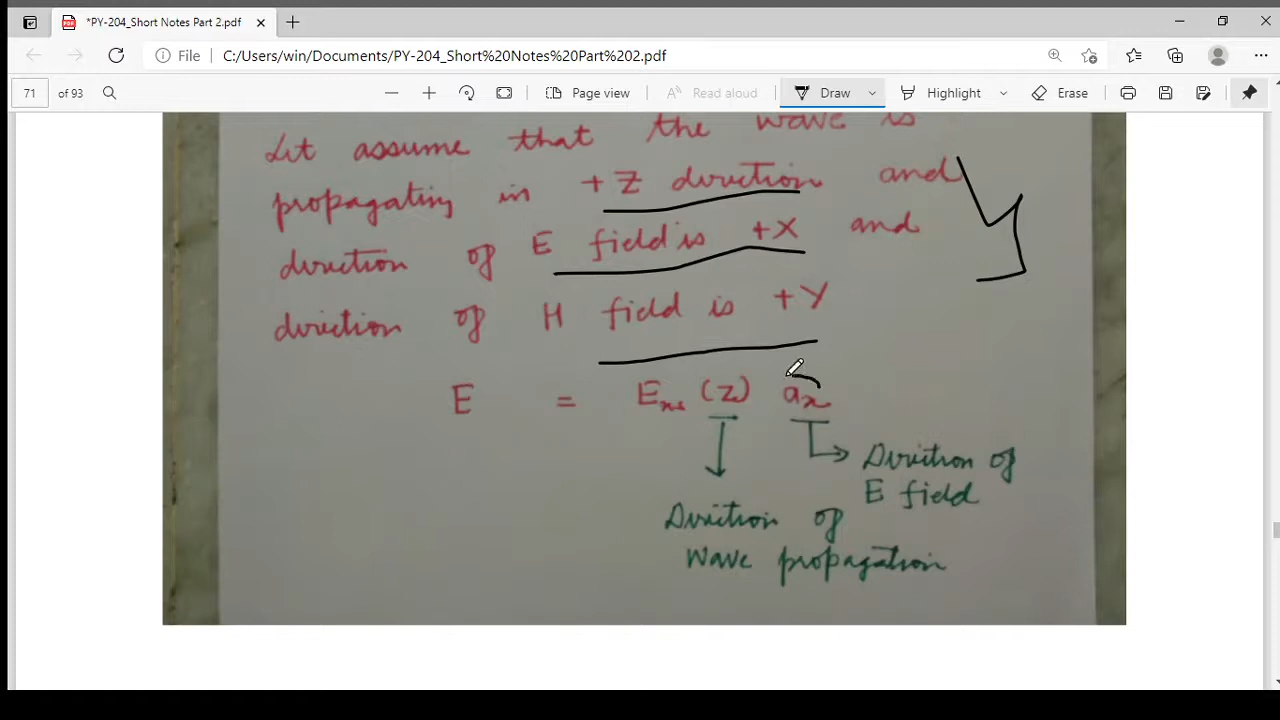 *PY-204_Short Notes Part 2.pdf
File C:/Users/win/Documents/PY-204_Short%20Notes%20Part%202.pdf
71 of 93 Page view Read aloud Draw Highlight Erase
Let assume that the wave is
propagating in +Z direction and
direction of E field is +X and
direction of H field is +Y
E = Exs (z) ax
Direction of
E field
Direction of
wave propagation